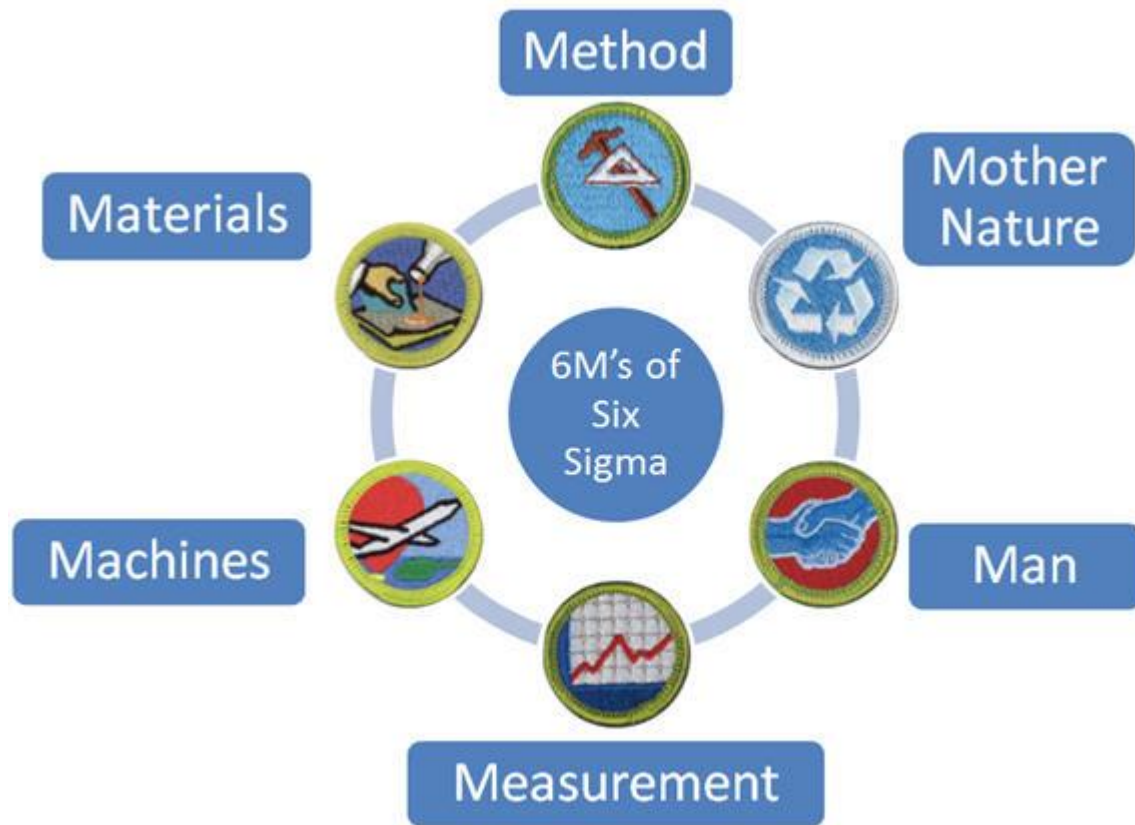 Method
Mother
Nature
Materials
6M’s of
Six
Sigma
Machines
Man
Measurement